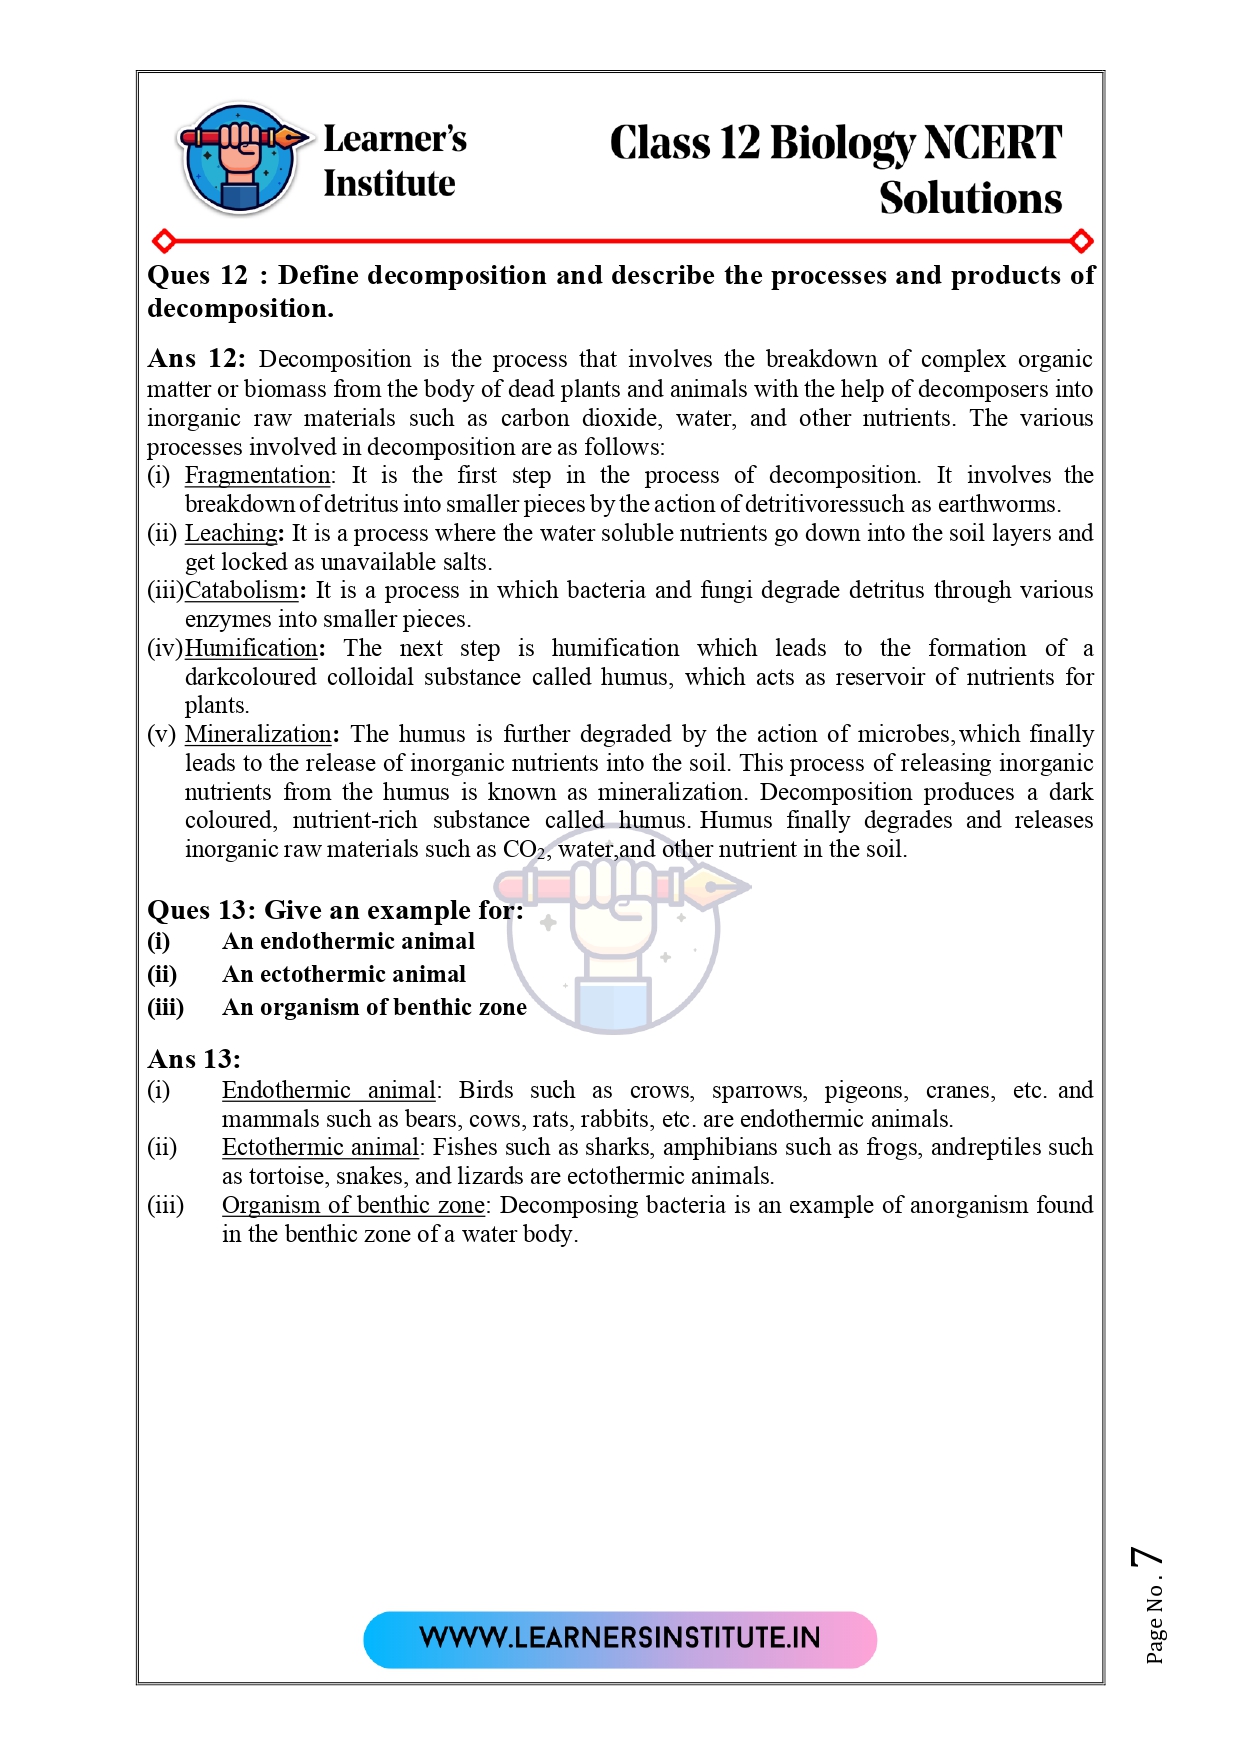 Learner's
Institute
Class 12 Biology NCERT
Solutions
Ques 12 : Define decomposition and describe the processes and products of
decomposition.
Ans 12: Decomposition is the process that involves the breakdown of complex organic
matter or biomass from the body of dead plants and animals with the help of decomposers into
inorganic raw materials such as carbon dioxide, water, and other nutrients. The various
processes involved in decomposition are as follows:
(i) Fragmentation: It is the first step in the process of decomposition. It involves the
breakdown of detritus into smaller pieces by the action of detritivoressuch as earthworms.
(ii) Leaching: It is a process where the water soluble nutrients go down into the soil layers and
get locked as unavailable salts.
(iii)Catabolism: It is a process in which bacteria and fungi degrade detritus through various
enzymes into smaller pieces.
(iv)Humification: The next step is humification which leads to the formation of a
darkcoloured colloidal substance called humus, which acts as reservoir of nutrients for
plants.
(v) Mineralization: The humus is further degraded by the action of microbes, which finally
leads to the release of inorganic nutrients into the soil. This process of releasing inorganic
nutrients from the humus is known as mineralization. Decomposition produces a dark
coloured, nutrient-rich substance called humus. Humus finally degrades and releases
inorganic raw materials such as CO₂, water,and other nutrient in the soil.
Ques 13: Give an example for:
(i) An endothermic animal
(ii) An ectothermic animal
(iii) An organism of benthic zone
Ans 13:
(i) Endothermic animal: Birds such as crows, sparrows, pigeons, cranes, etc. and
mammals such as bears, cows, rats, rabbits, etc. are endothermic animals.
(ii) Ectothermic animal: Fishes such as sharks, amphibians such as frogs, andreptiles such
as tortoise, snakes, and lizards are ectothermic animals.
(iii) Organism of benthic zone: Decomposing bacteria is an example of anorganism found
in the benthic zone of a water body.
WWW.LEARNERSINSTITUTE.IN
Page No. 7